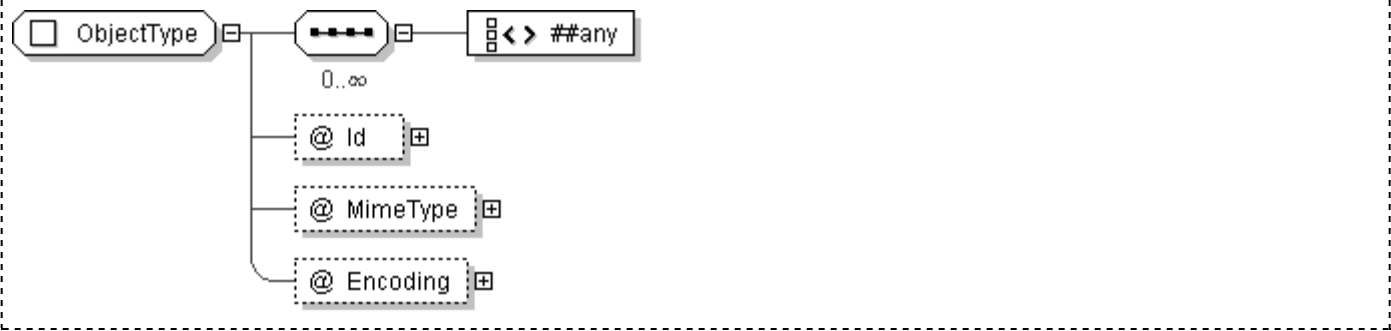 ObjectType
##any
0..∞
@ Id
@ MimeType
@ Encoding